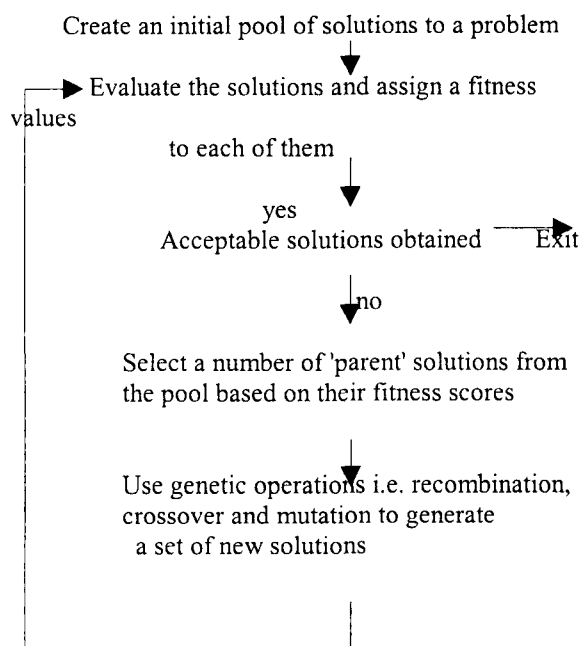 Create an initial pool of solutions to a problem
Evaluate the solutions and assign a fitness
values
to each of them
yes
Acceptable solutions obtained
Exit
no
Select a number of 'parent' solutions from
the pool based on their fitness scores
Use genetic operations i.e. recombination,
crossover and mutation to generate
a set of new solutions